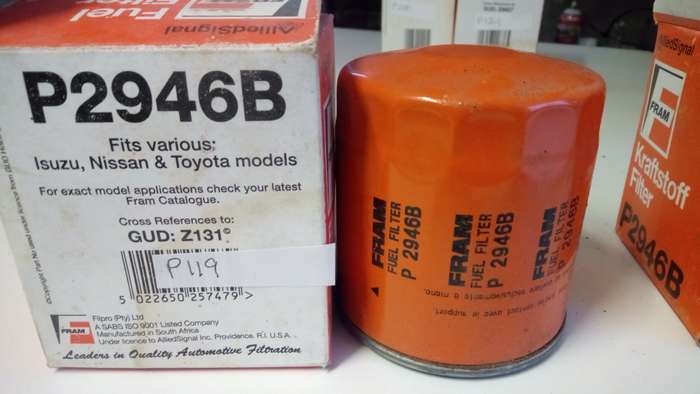 Fuel
Filter
AlliedSignal
P2946B
Fits various:
Isuzu, Nissan & Toyota models
For exact model applications check your latest
Fram Catalogue.
Cross References to:
GUD: Z131©
P119
5 022650 257479 >
FRAM
Filpro (Pty) Ltd
A SABS ISO 9001 Listed Company
Manufactured in South Africa
Under licence to AlliedSignal Inc. Providence. R.I. U.S.A.
Leaders in Quality Automotive Filtration
FRAM
FUEL FILTER
P 2946B
FRAM
FUEL FILTER
P 2946B
FRAM
FUEL FILTER
P 2946B
AlliedSignal
FRAM
Kraftstoff
Filter
P2946B